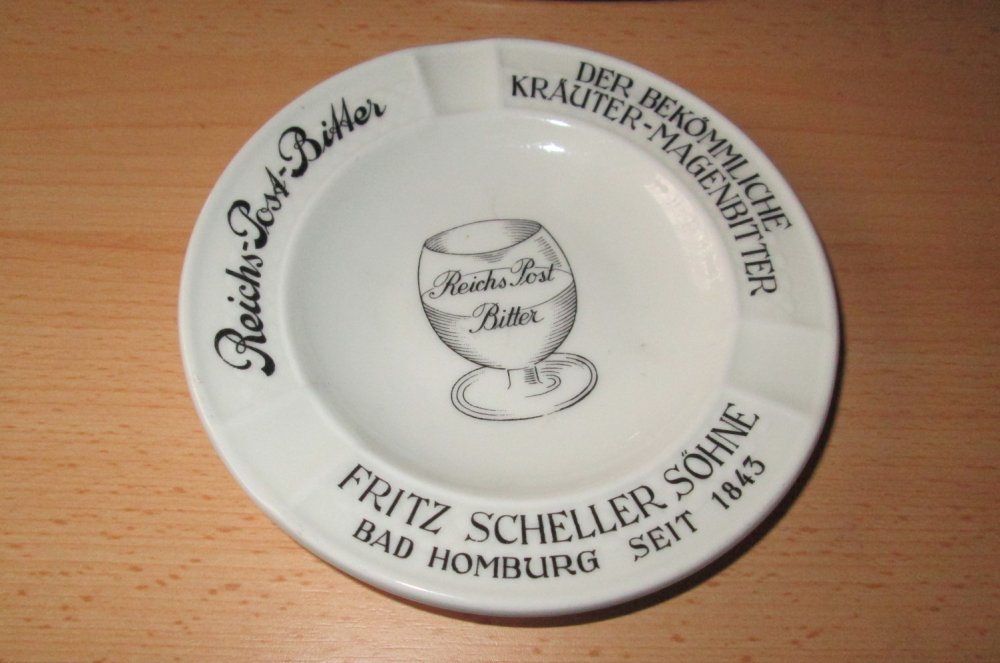 Reichs-Post-Bitter
DER BEKÖMMLICHE
KRÄUTER-MAGENBITTER
Reichs Post
Bitter
FRITZ SCHELLER SÖHNE
BAD HOMBURG SEIT 1843